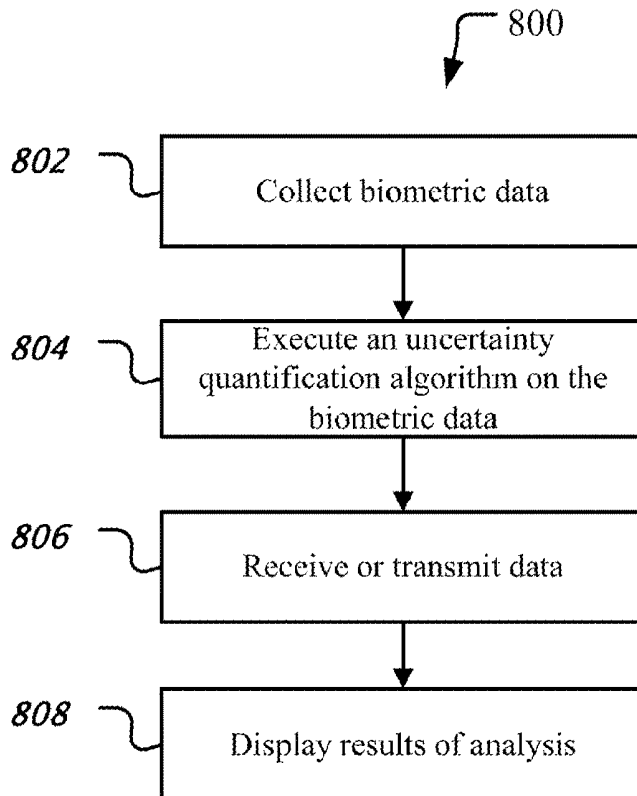 800
802
Collect biometric data
804
Execute an uncertainty
quantification algorithm on the
biometric data
806
Receive or transmit data
808
Display results of analysis